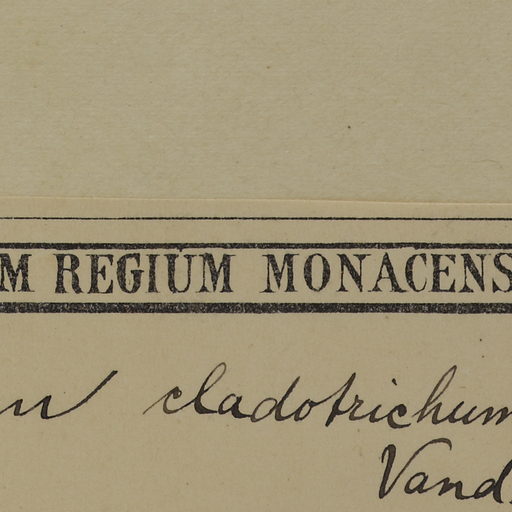 M REGIUM MONACENS
cladotrichum
Vand